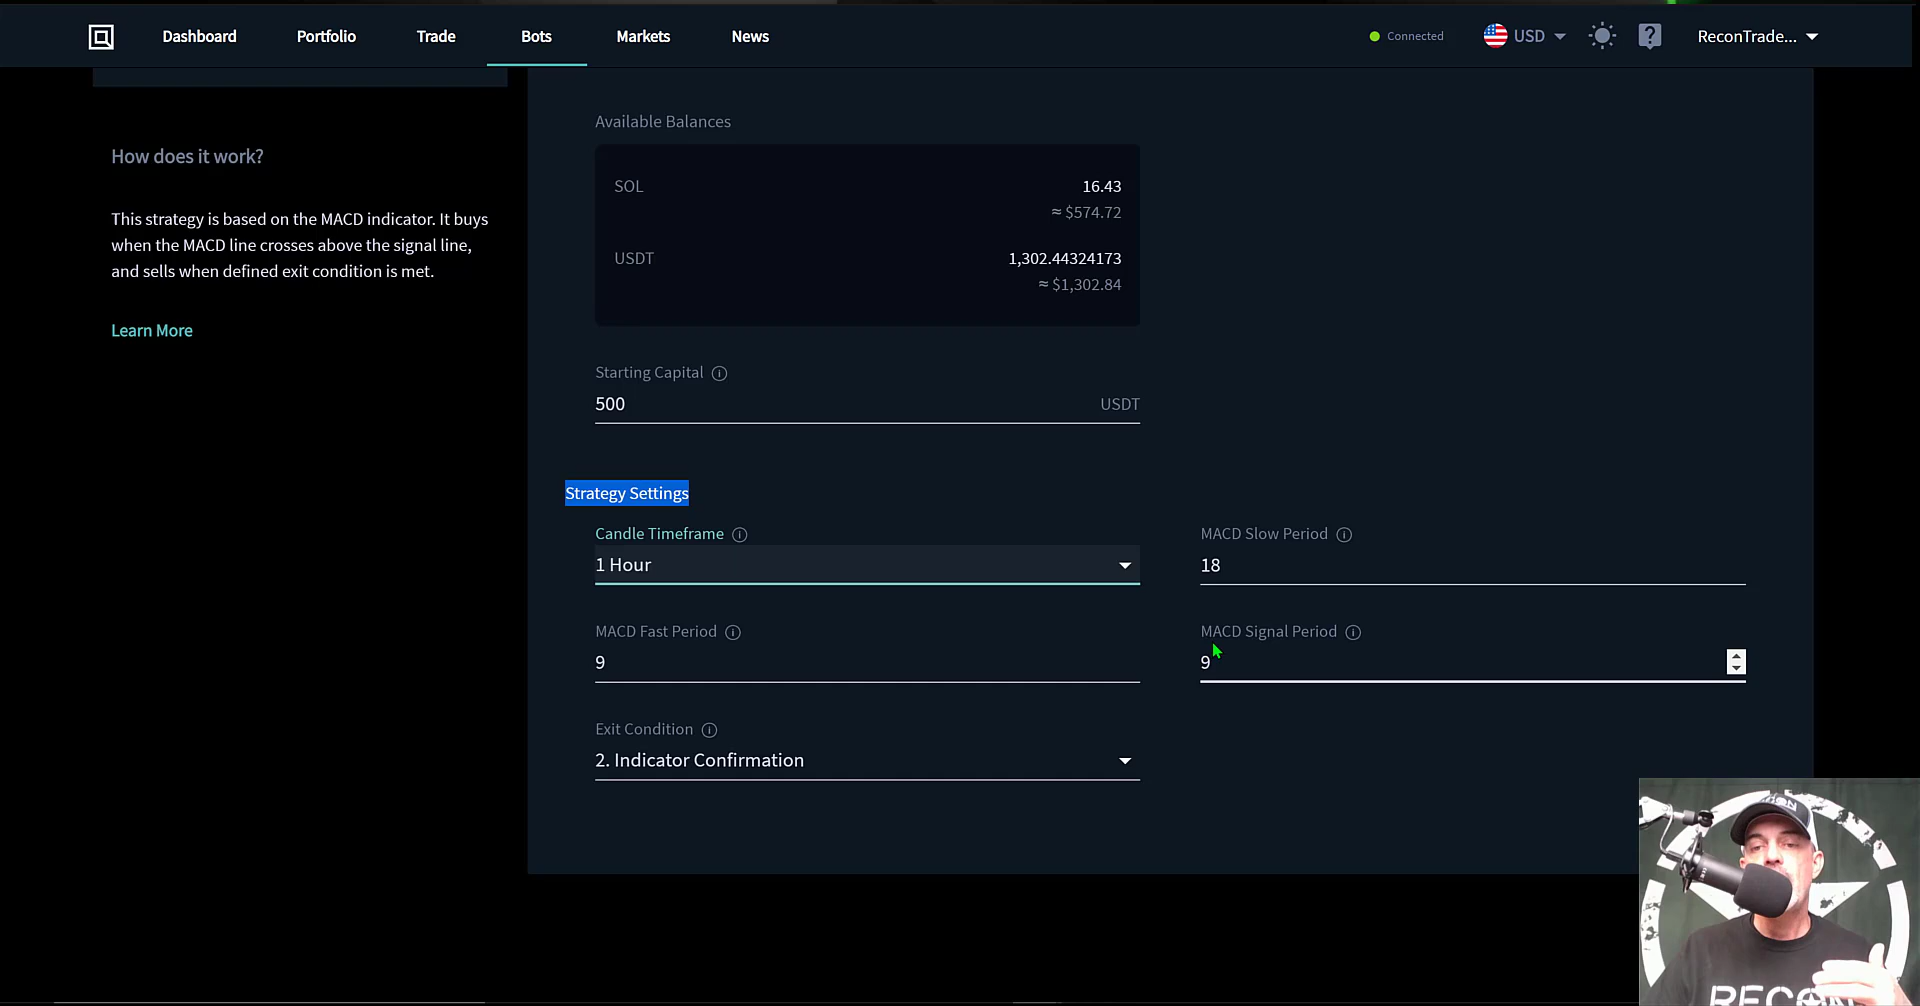 Dashboard
Portfolio
Trade
Bots
Markets
News
Connected
USD
ReconTrade...
How does it work?
This strategy is based on the MACD indicator. It buys
when the MACD line crosses above the signal line,
and sells when defined exit condition is met.
Learn More
Available Balances
SOL 16.43
≈ $574.72
USDT 1,302.44324173
≈ $1,302.84
Starting Capital
500 USDT
Strategy Settings
Candle Timeframe
1 Hour
MACD Slow Period
18
MACD Fast Period
9
MACD Signal Period
9
Exit Condition
2. Indicator Confirmation